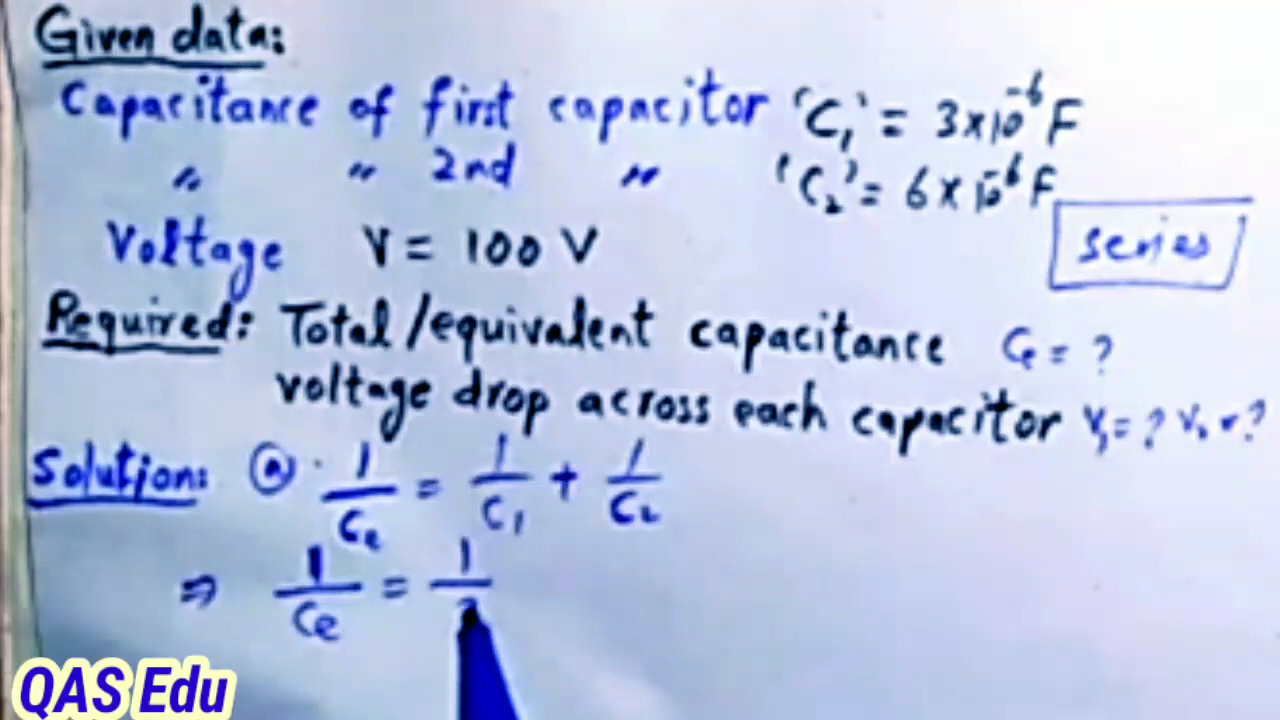 Given data:
Capacitance of first capacitor 'C₁' = 3x10⁻⁶ F
〃 〃 2nd 〃 'C₂' = 6 x 10⁻⁶ F
Voltage V = 100 V
series
Required: Total/equivalent capacitance Ce = ?
voltage drop across each capacitor V₁ = ? V₂ = ?
Solution: ⓐ 1/Ce = 1/C₁ + 1/C₂
⇒ 1/Ce = 1/
QAS Edu